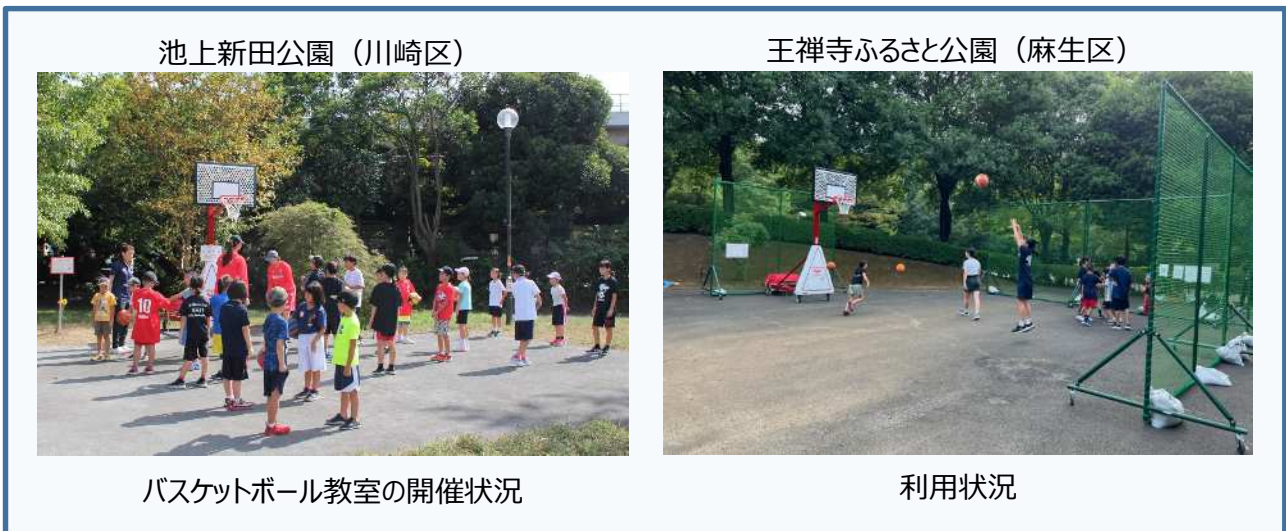 池上新田公園（川崎区）
王禅寺ふるさと公園（麻生区）
10
バスケットボール教室の開催状況
利用状況